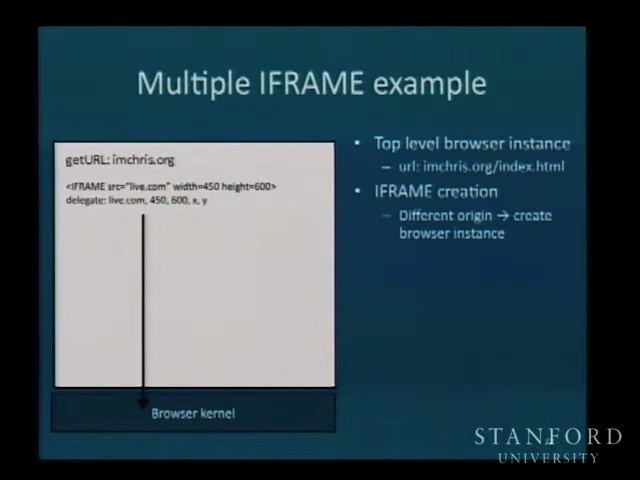 Multiple IFRAME example
getURL: imchris.org
<IFRAME src="live.com" width=450 height=600>
delegate: live.com, 450, 600, x, y
Browser kernel
• Top level browser instance
– url: imchris.org/index.html
• IFRAME creation
– Different origin → create
browser instance
STANFORD
UNIVERSITY